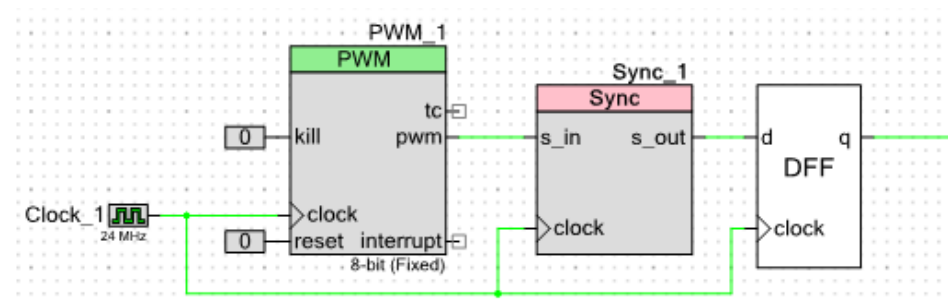 PWM_1
PWM
tc
0
kill
pwm
clock
0
reset
interrupt
8-bit (Fixed)
Clock_1
24 MHz
Sync_1
Sync
s_in
s_out
clock
d
q
DFF
clock